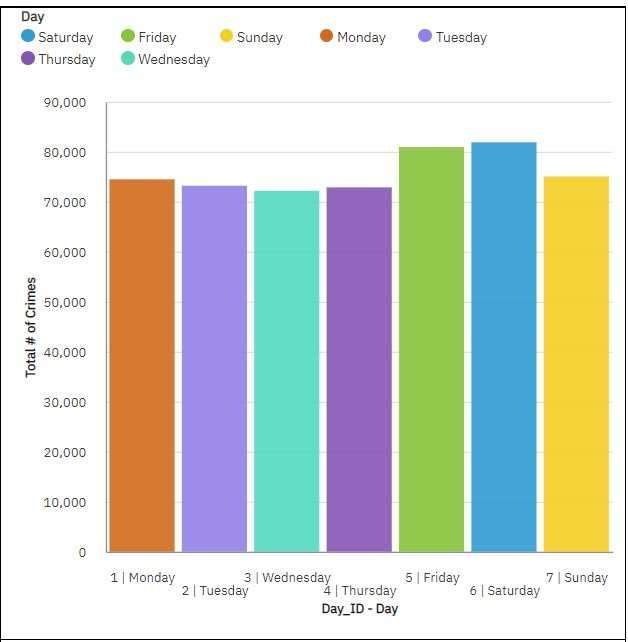 Day
Saturday Friday Sunday Monday Tuesday
Thursday Wednesday
90,000
80,000
70,000
60,000
50,000
40,000
30,000
20,000
10,000
0
Total # of Crimes
1 | Monday 3 | Wednesday 5 | Friday 7 | Sunday
2 | Tuesday 4 | Thursday 6 | Saturday
Day_ID - Day